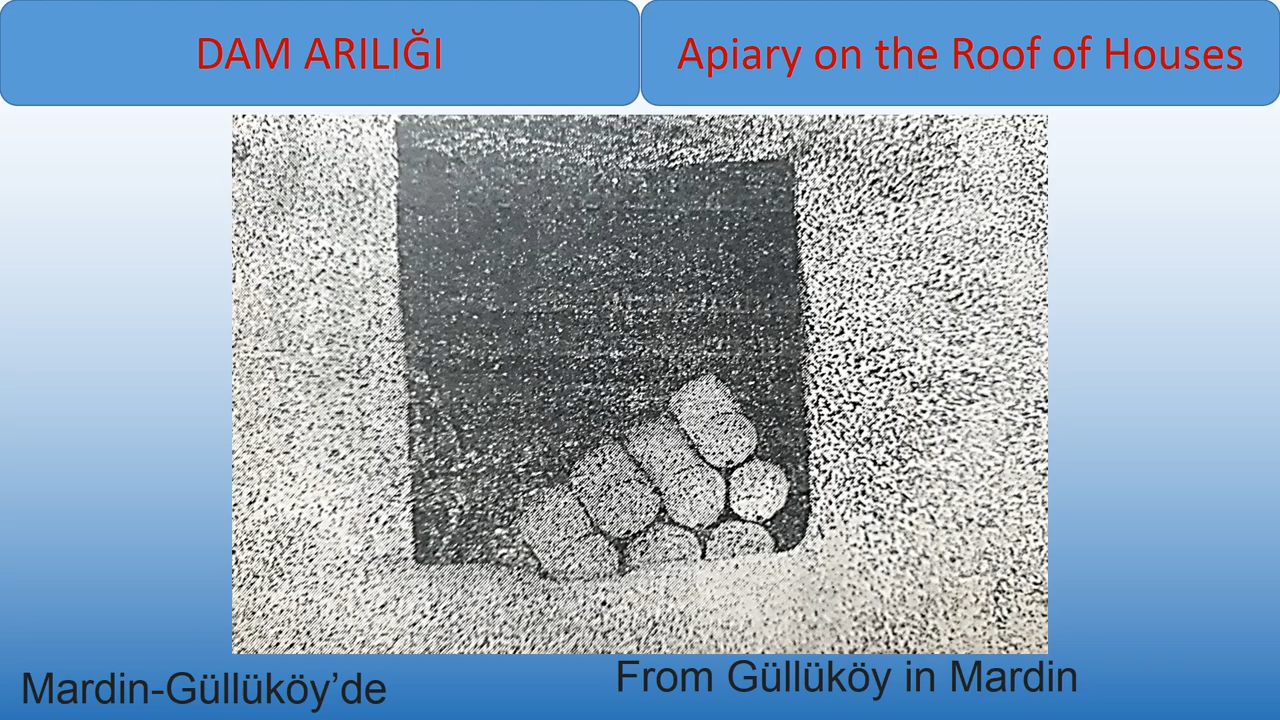 DAM ARILIĞI
Apiary on the Roof of Houses
Mardin-Güllüköy’de
From Güllüköy in Mardin